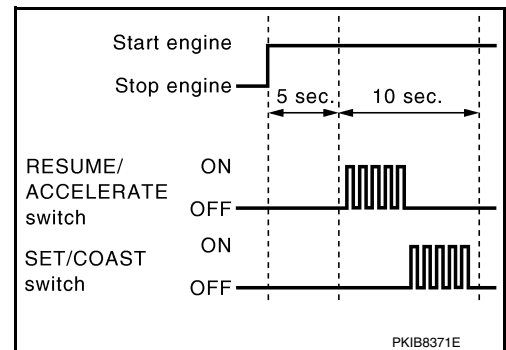 Start engine
Stop engine
5 sec.
10 sec.
RESUME/
ACCELERATE
switch
ON
OFF
SET/COAST
switch
ON
OFF
PKIB8371E